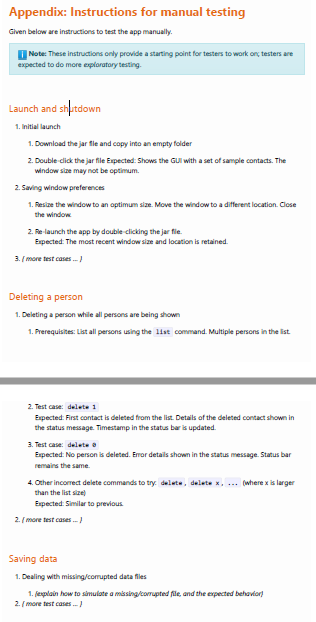 Appendix: Instructions for manual testing
Given below are instructions to test the app manually.
Note: These instructions only provide a starting point for testers to work on; testers are
expected to do more exploratory testing.
Launch and shutdown
1. Initial launch
1. Download the jar file and copy into an empty folder
2. Double-click the jar file Expected: Shows the GUI with a set of sample contacts. The
window size may not be optimum.
2. Saving window preferences
1. Resize the window to an optimum size. Move the window to a different location. Close
the window.
2. Re-launch the app by double-clicking the jar file.
Expected: The most recent window size and location is retained.
3. { more test cases … }
Deleting a person
1. Deleting a person while all persons are being shown
1. Prerequisites: List all persons using the list command. Multiple persons in the list.
2. Test case: delete 1
Expected: First contact is deleted from the list. Details of the deleted contact shown in
the status message. Timestamp in the status bar is updated.
3. Test case: delete 0
Expected: No person is deleted. Error details shown in the status message. Status bar
remains the same.
4. Other incorrect delete commands to try: delete, delete x, ... (where x is larger
than the list size)
Expected: Similar to previous.
2. { more test cases … }
Saving data
1. Dealing with missing/corrupted data files
1. {explain how to simulate a missing/corrupted file, and the expected behavior}
2. { more test cases … }